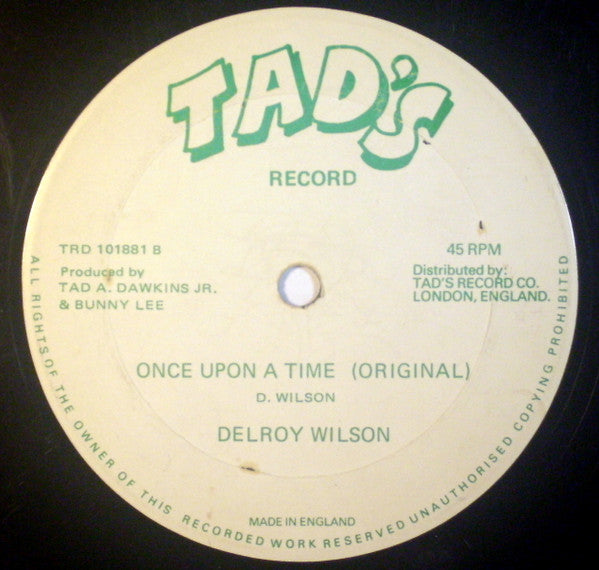 TAD'S
RECORD
TRD 101881 B
45 RPM
Produced by
TAD A. DAWKINS JR.
& BUNNY LEE
Distributed by:
TAD'S RECORD CO.
LONDON, ENGLAND.
ONCE UPON A TIME (ORIGINAL)
D. WILSON
DELROY WILSON
MADE IN ENGLAND
ALL RIGHTS OF THE OWNER OF THIS RECORDED WORK RESERVED UNAUTHORISED COPYING PROHIBITED